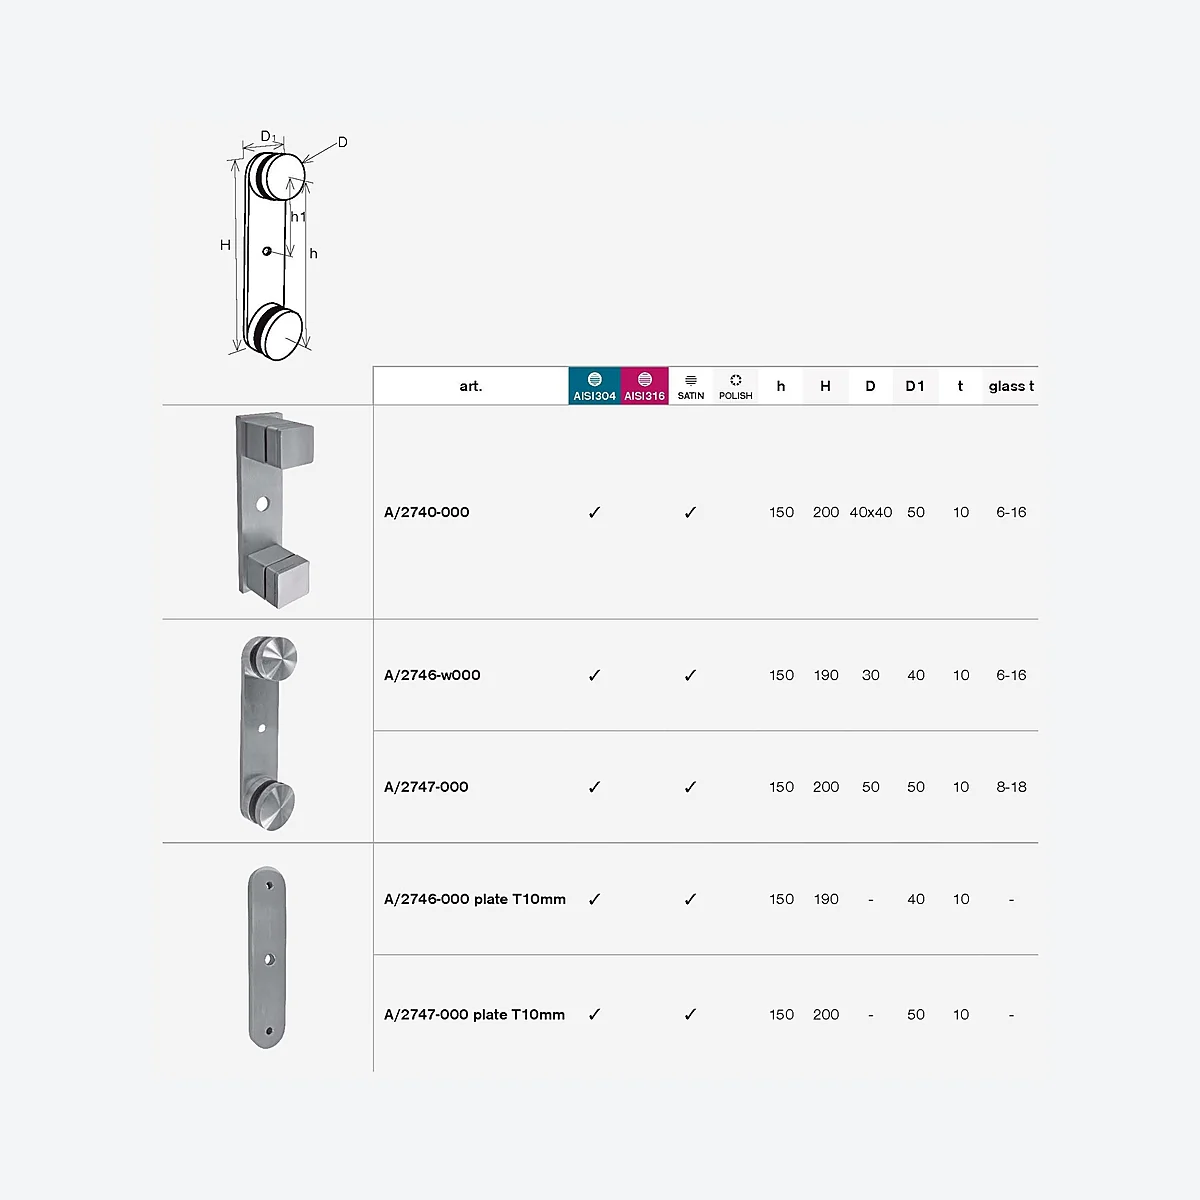 D1
D
h1
H
h
art. AISI304 AISI316 SATIN POLISH h H D D1 t glass t
A/2740-000 ✓ ✓ 150 200 40x40 50 10 6-16
A/2746-w000 ✓ ✓ 150 190 30 40 10 6-16
A/2747-000 ✓ ✓ 150 200 50 50 10 8-18
A/2746-000 plate T10mm ✓ ✓ 150 190 - 40 10 -
A/2747-000 plate T10mm ✓ ✓ 150 200 - 50 10 -